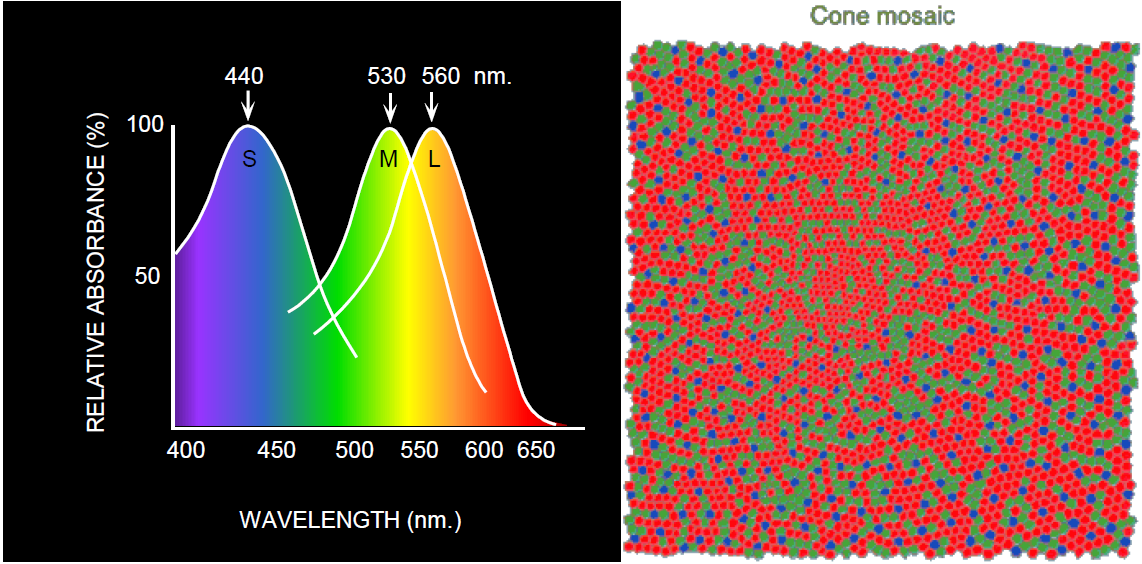 Cone mosaic
440
530 560 nm.
100
S
M
L
RELATIVE ABSORBANCE (%)
50
400 450 500 550 600 650
WAVELENGTH (nm.)